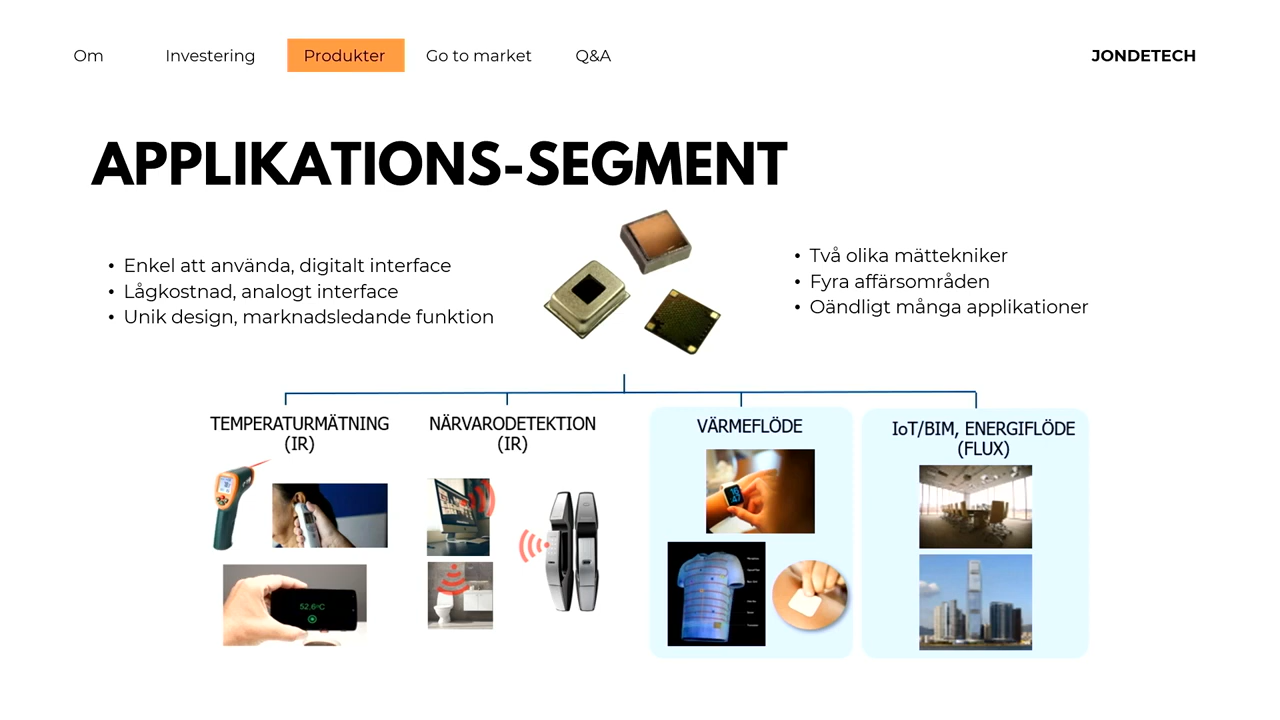 Om
Investering
Produkter
Go to market
Q&A
JONDETECH
APPLIKATIONS-SEGMENT
• Enkel att använda, digitalt interface
• Lågkostnad, analogt interface
• Unik design, marknadsledande funktion
• Två olika mättekniker
• Fyra affärsområden
• Oändligt många applikationer
TEMPERATURMÄTNING
(IR)
NÄRVARODETEKTION
(IR)
VÄRMEFLÖDE
IoT/BIM, ENERGIFLÖDE
(FLUX)
52,6°C